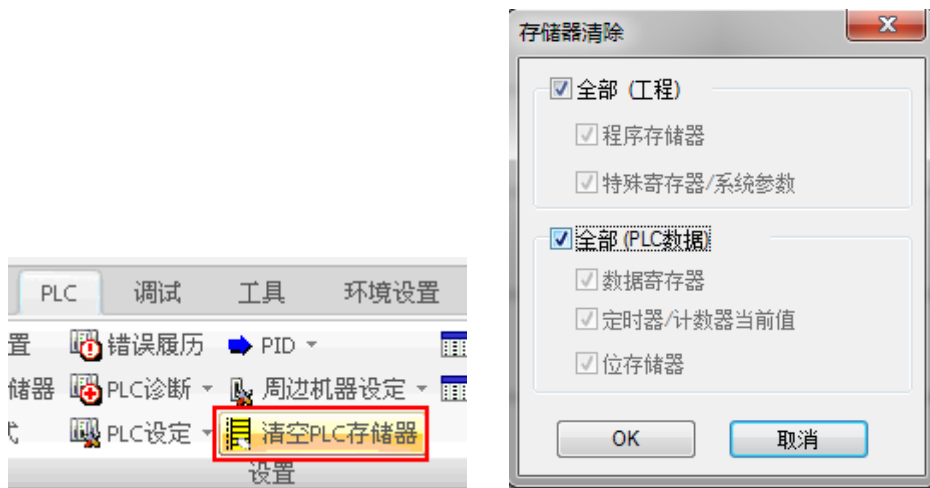 PLC 调试 工具 环境设置
置 错误履历 PID
储器 PLC诊断 周边机器设定
式 PLC设定 清空PLC存储器
设置
存储器清除
全部 (工程)
程序存储器
特殊寄存器/系统参数
全部 (PLC数据)
数据寄存器
定时器/计数器当前值
位存储器
OK 取消